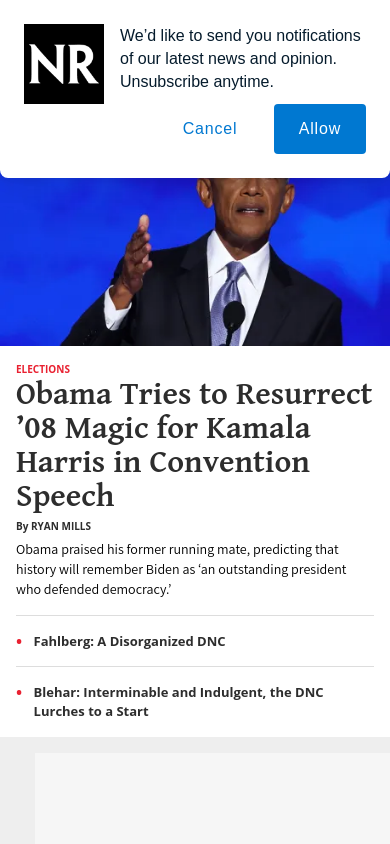 NR
We’d like to send you notifications
of our latest news and opinion.
Unsubscribe anytime.
Cancel
Allow
ELECTIONS
Obama Tries to Resurrect
’08 Magic for Kamala
Harris in Convention
Speech
By RYAN MILLS
Obama praised his former running mate, predicting that
history will remember Biden as ‘an outstanding president
who defended democracy.’
• Fahlberg: A Disorganized DNC
• Blehar: Interminable and Indulgent, the DNC
Lurches to a Start